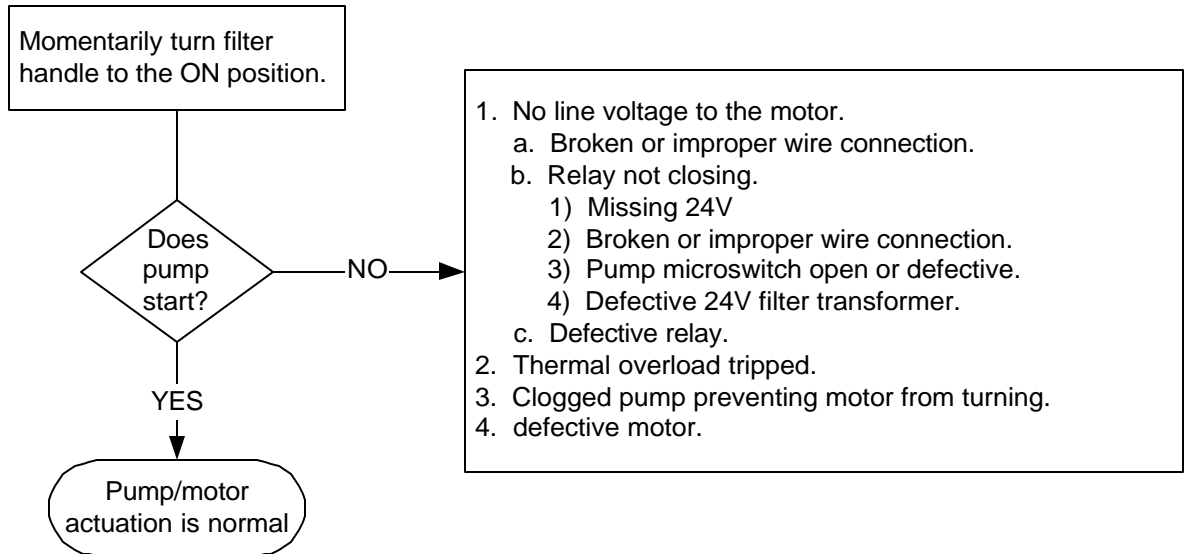 Momentarily turn filter
handle to the ON position.
Does
pump
start?
NO
1. No line voltage to the motor.
a. Broken or improper wire connection.
b. Relay not closing.
1) Missing 24V
2) Broken or improper wire connection.
3) Pump microswitch open or defective.
4) Defective 24V filter transformer.
c. Defective relay.
2. Thermal overload tripped.
3. Clogged pump preventing motor from turning.
4. defective motor.
YES
Pump/motor
actuation is normal